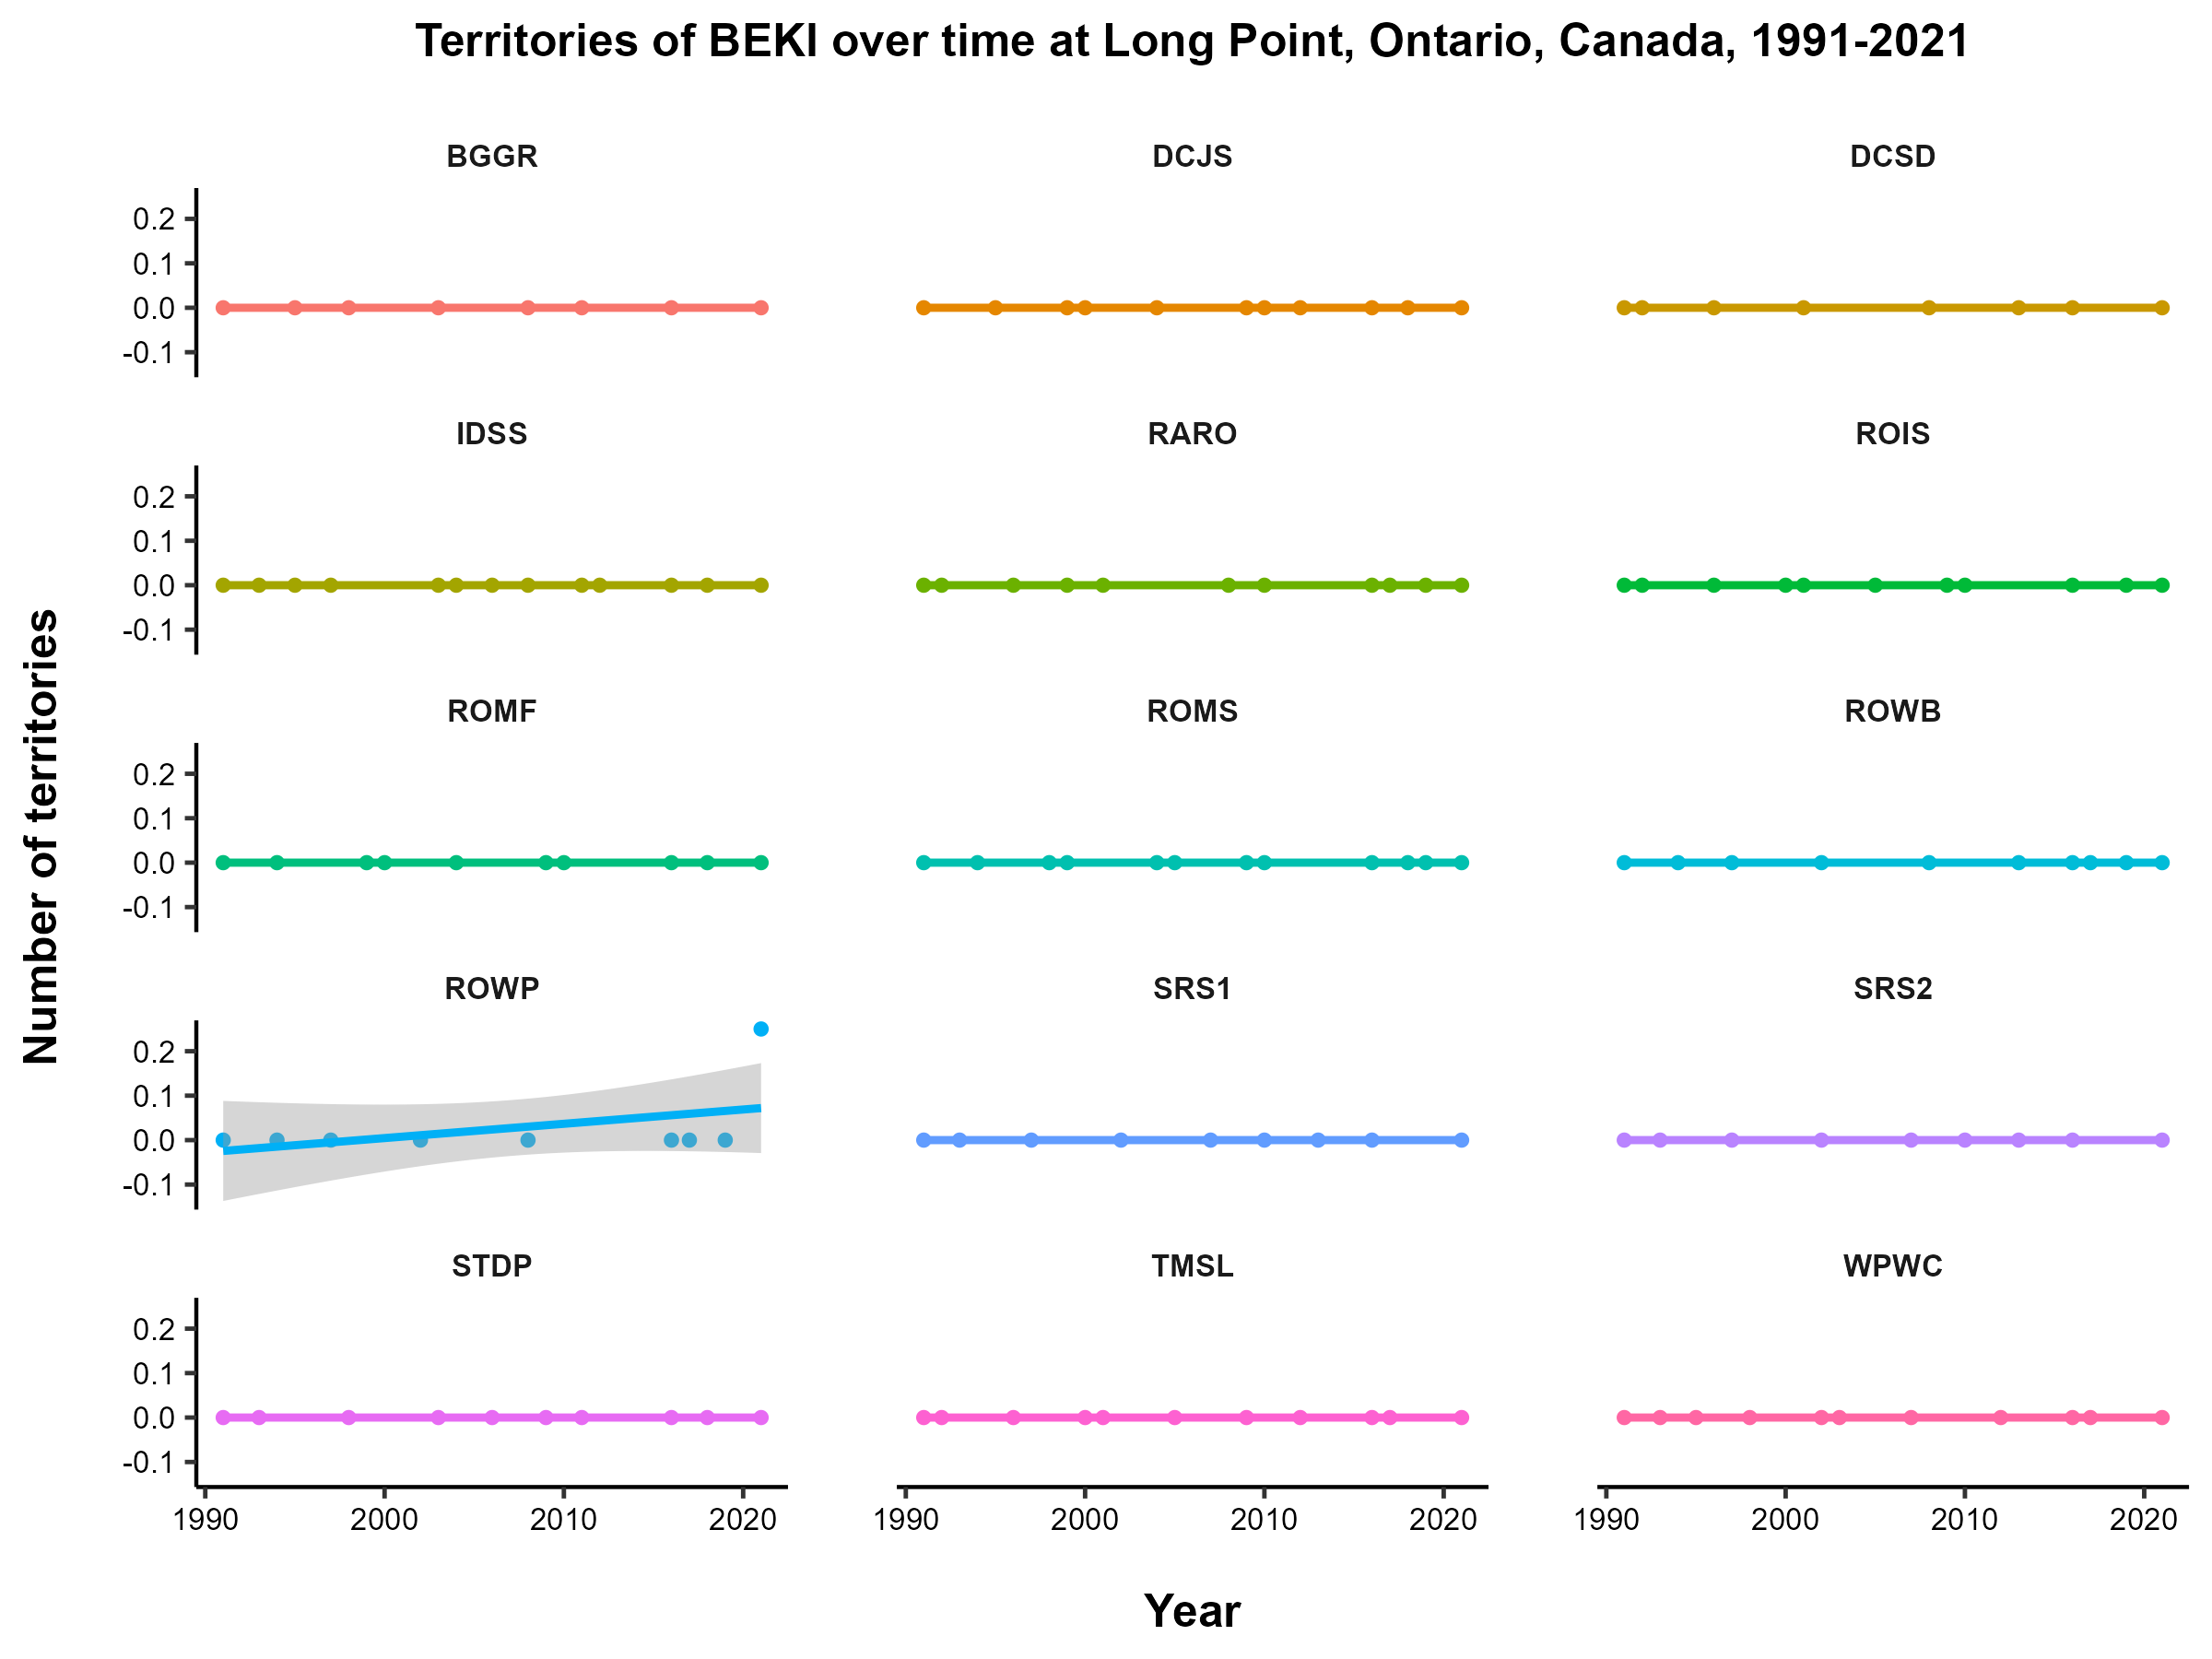 Territories of BEKI over time at Long Point, Ontario, Canada, 1991-2021
BGGR DCJS DCSD
0.2
0.1
0.0
-0.1
IDSS RARO ROIS
0.2
0.1
0.0
-0.1
Number of territories
ROMF ROMS ROWB
0.2
0.1
0.0
-0.1
ROWP SRS1 SRS2
0.2
0.1
0.0
-0.1
STDP TMSL WPWC
0.2
0.1
0.0
-0.1
1990 2000 2010 2020 1990 2000 2010 2020 1990 2000 2010 2020
Year